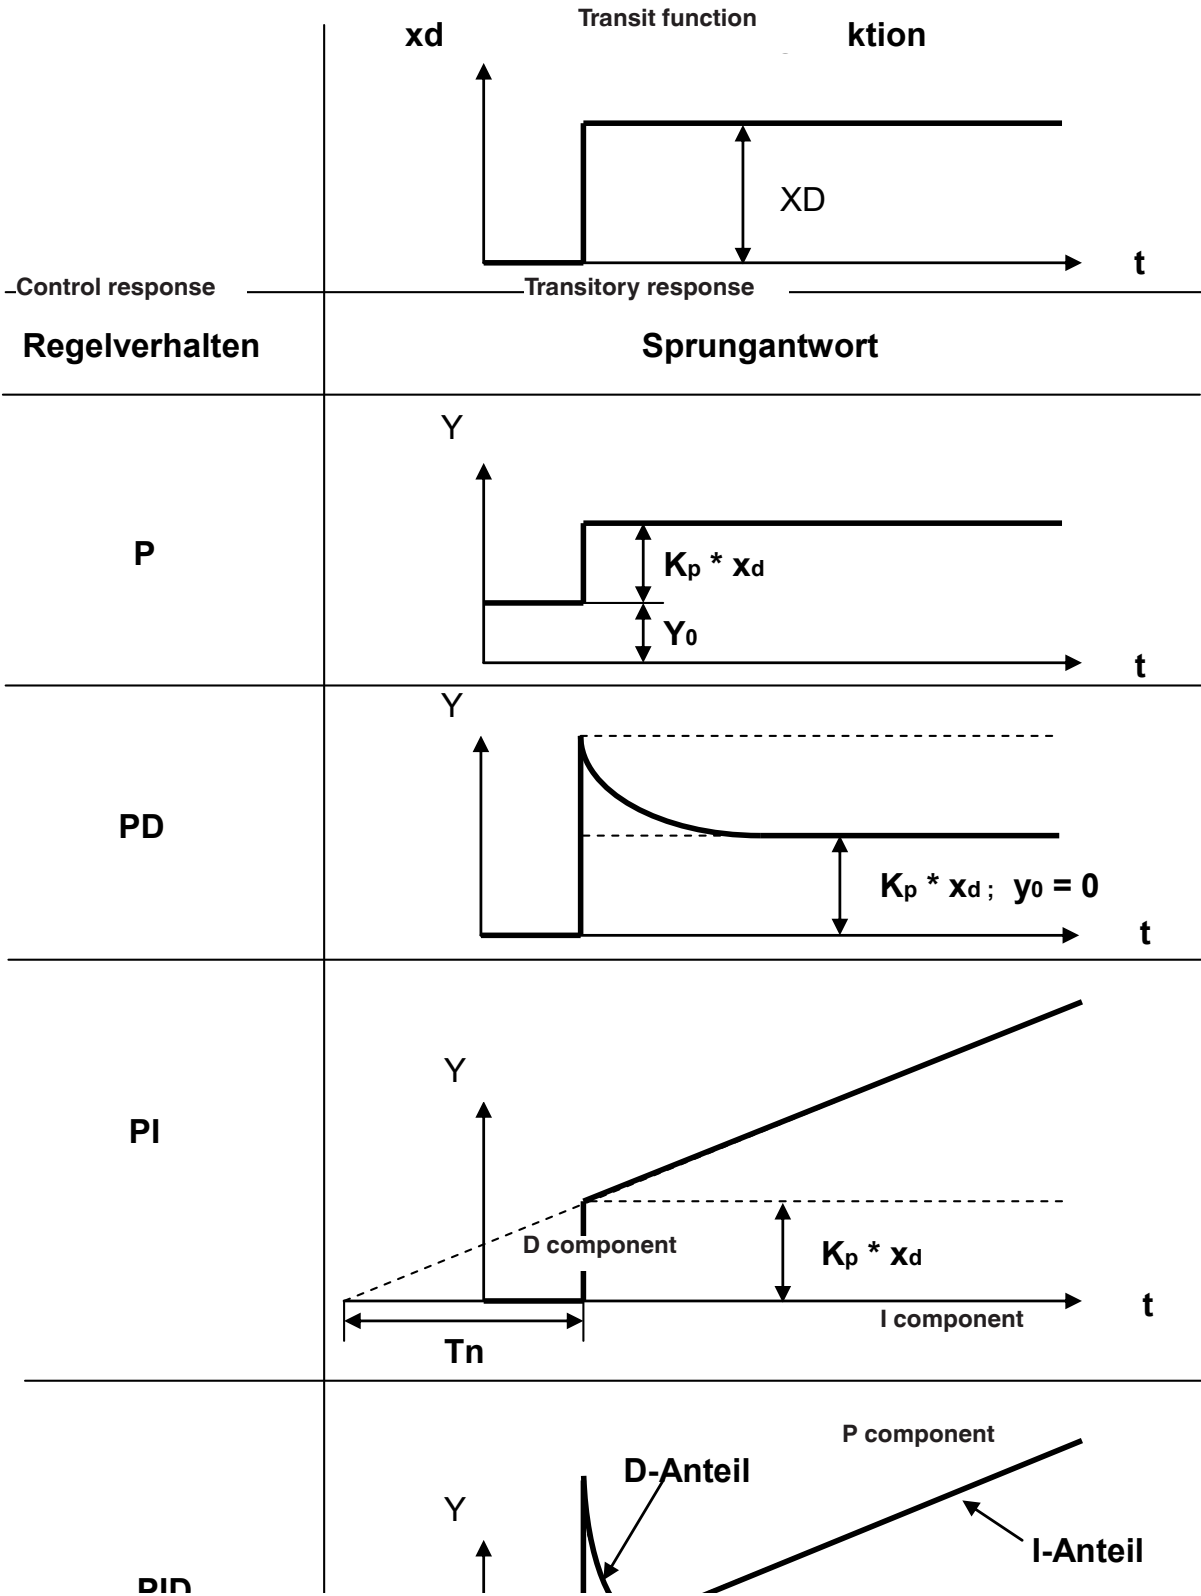 Transit function
xd
ktion
XD
t
Control response
Transitory response
Regelverhalten
Sprungantwort
Y
P
Kp * xd
Y0
t
Y
PD
Kp * xd ; y0 = 0
t
Y
PI
D component
Kp * xd
t
I component
Tn
P component
D-Anteil
Y
I-Anteil
PID